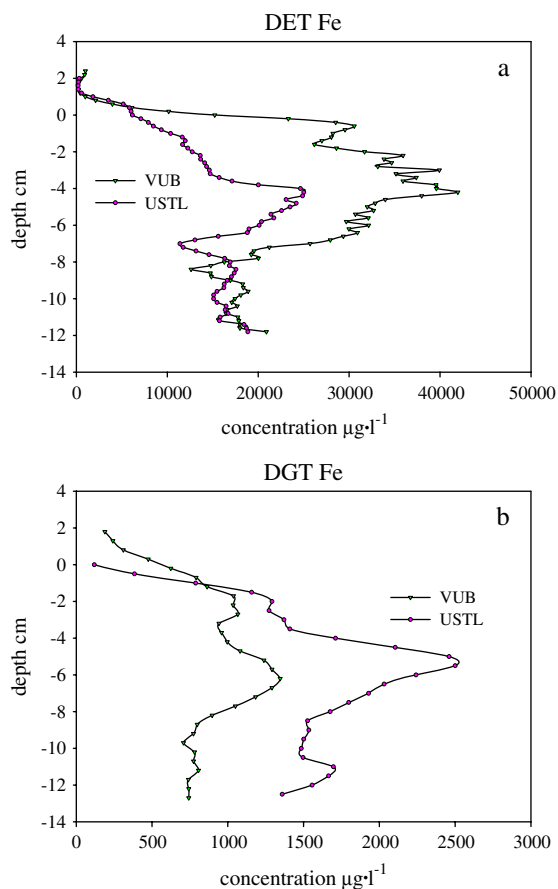 DET Fe
a
4
2
0
-2
-4
-6
-8
-10
-12
-14
depth cm
VUB
USTL
0 10000 20000 30000 40000 50000
concentration µg•l⁻¹
DGT Fe
b
4
2
0
-2
-4
-6
-8
-10
-12
-14
depth cm
VUB
USTL
0 500 1000 1500 2000 2500 3000
concentration µg•l⁻¹